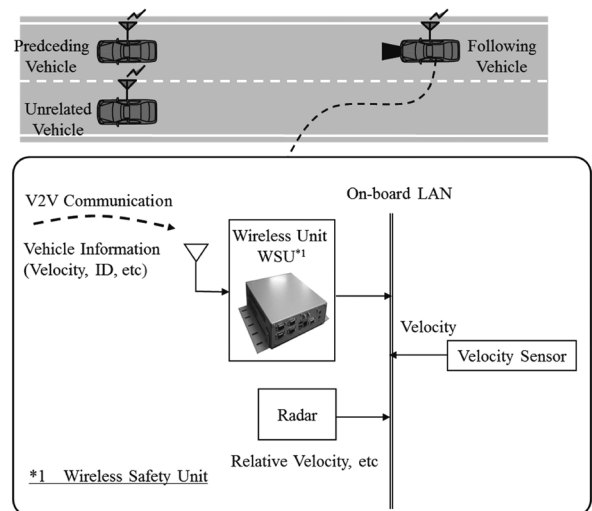 Predceding
Vehicle
Following
Vehicle
Unrelated
Vehicle
On-board LAN
V2V Communication
Vehicle Information
(Velocity, ID, etc)
Wireless Unit
WSU*1
Velocity
Velocity Sensor
Radar
Relative Velocity, etc
*1 Wireless Safety Unit